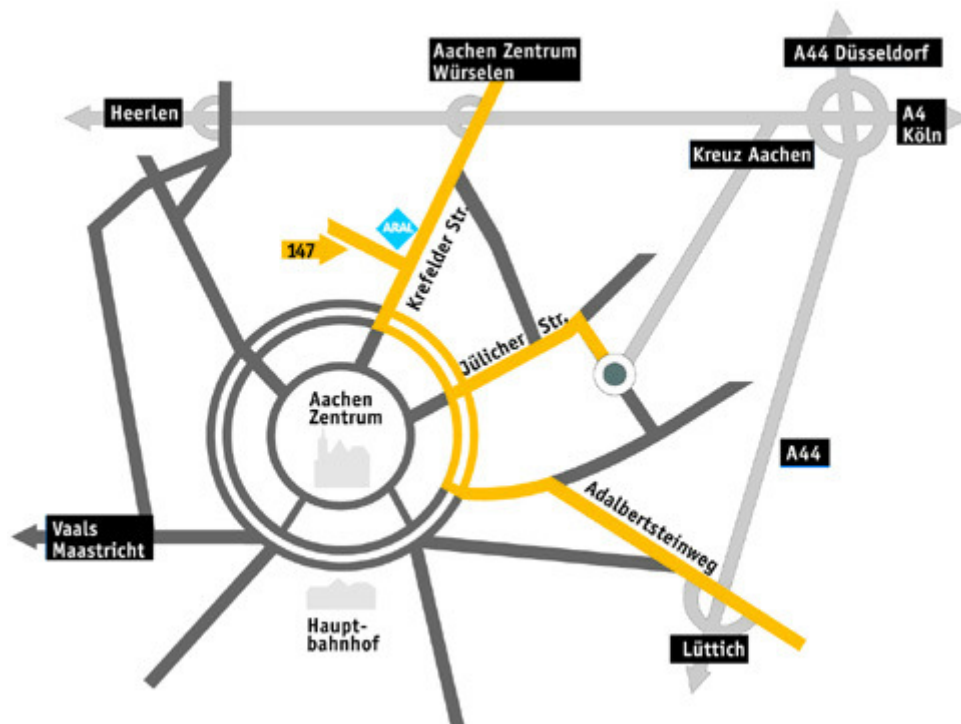 Aachen Zentrum
Würselen
A44 Düsseldorf
Heerlen
A4
Köln
Kreuz Aachen
ARAL
147
Krefelder Str.
Jülicher Str.
Aachen
Zentrum
A44
Adalbertsteinweg
Vaals
Maastricht
Haupt-
bahnhof
Lüttich